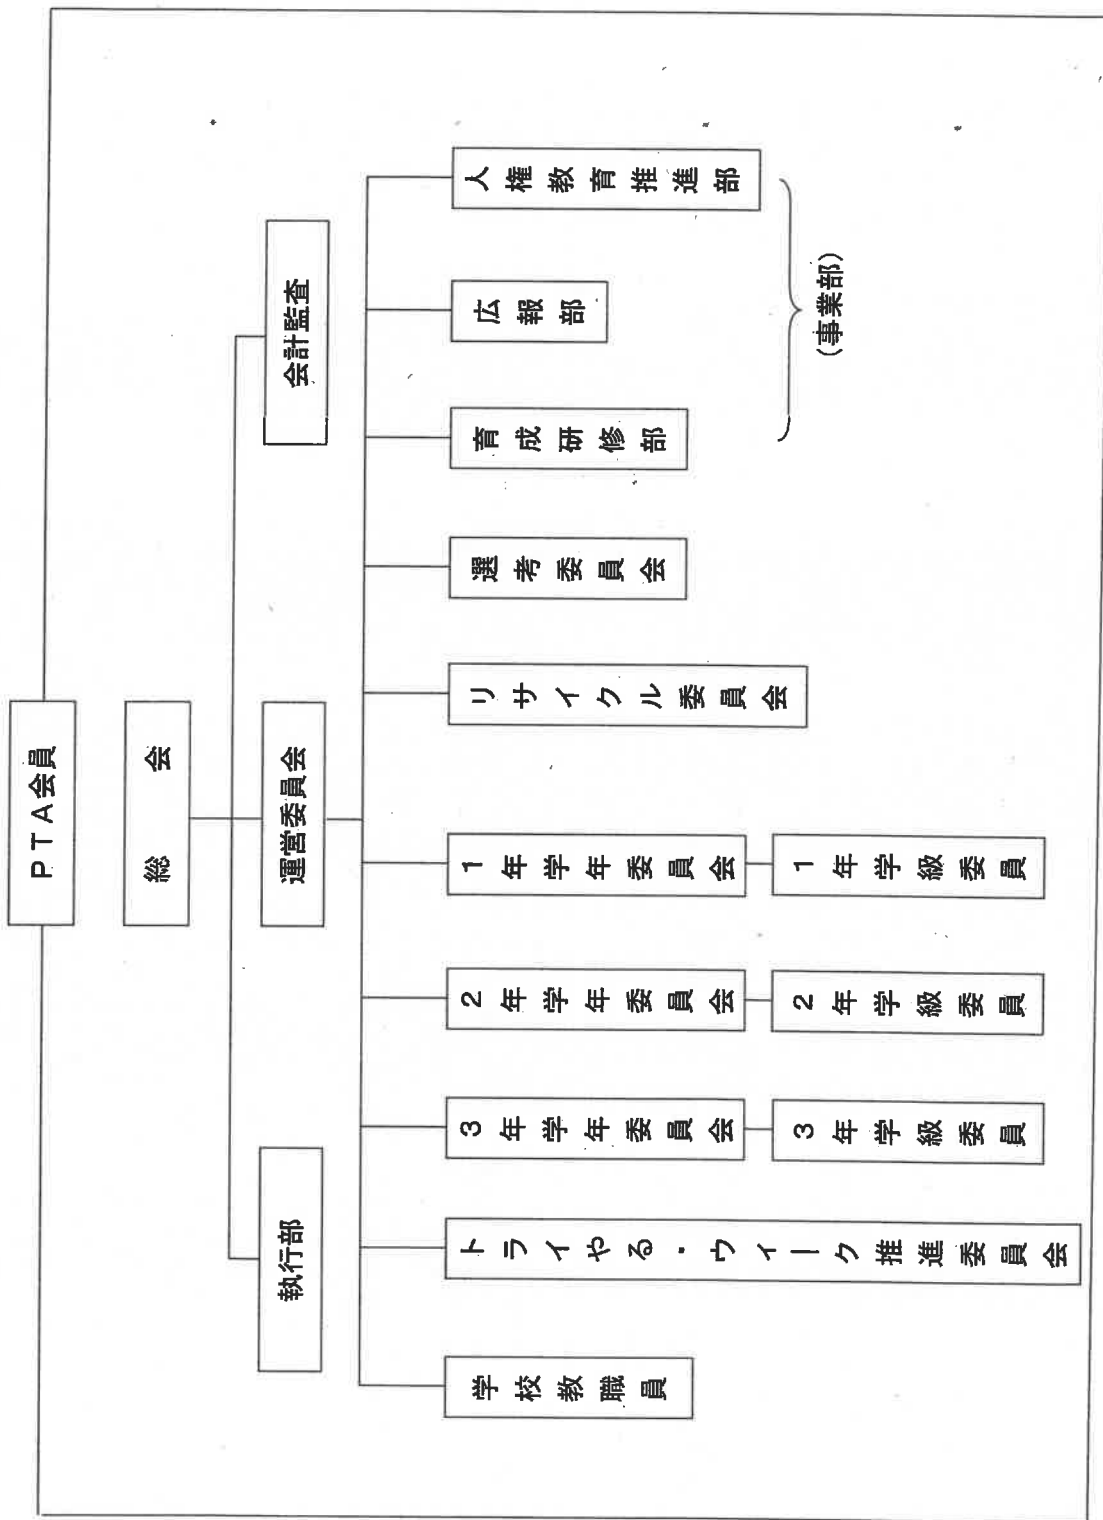 PTA会員
総会
執行部
運営委員会
会計監査
学校教職員
トライやる・ウィーク推進委員会
3年学年委員会
3年学級委員
2年学年委員会
2年学級委員
1年学年委員会
1年学級委員
リサイクル委員会
選考委員会
育成研修部
広報部
人権教育推進部
(事業部)